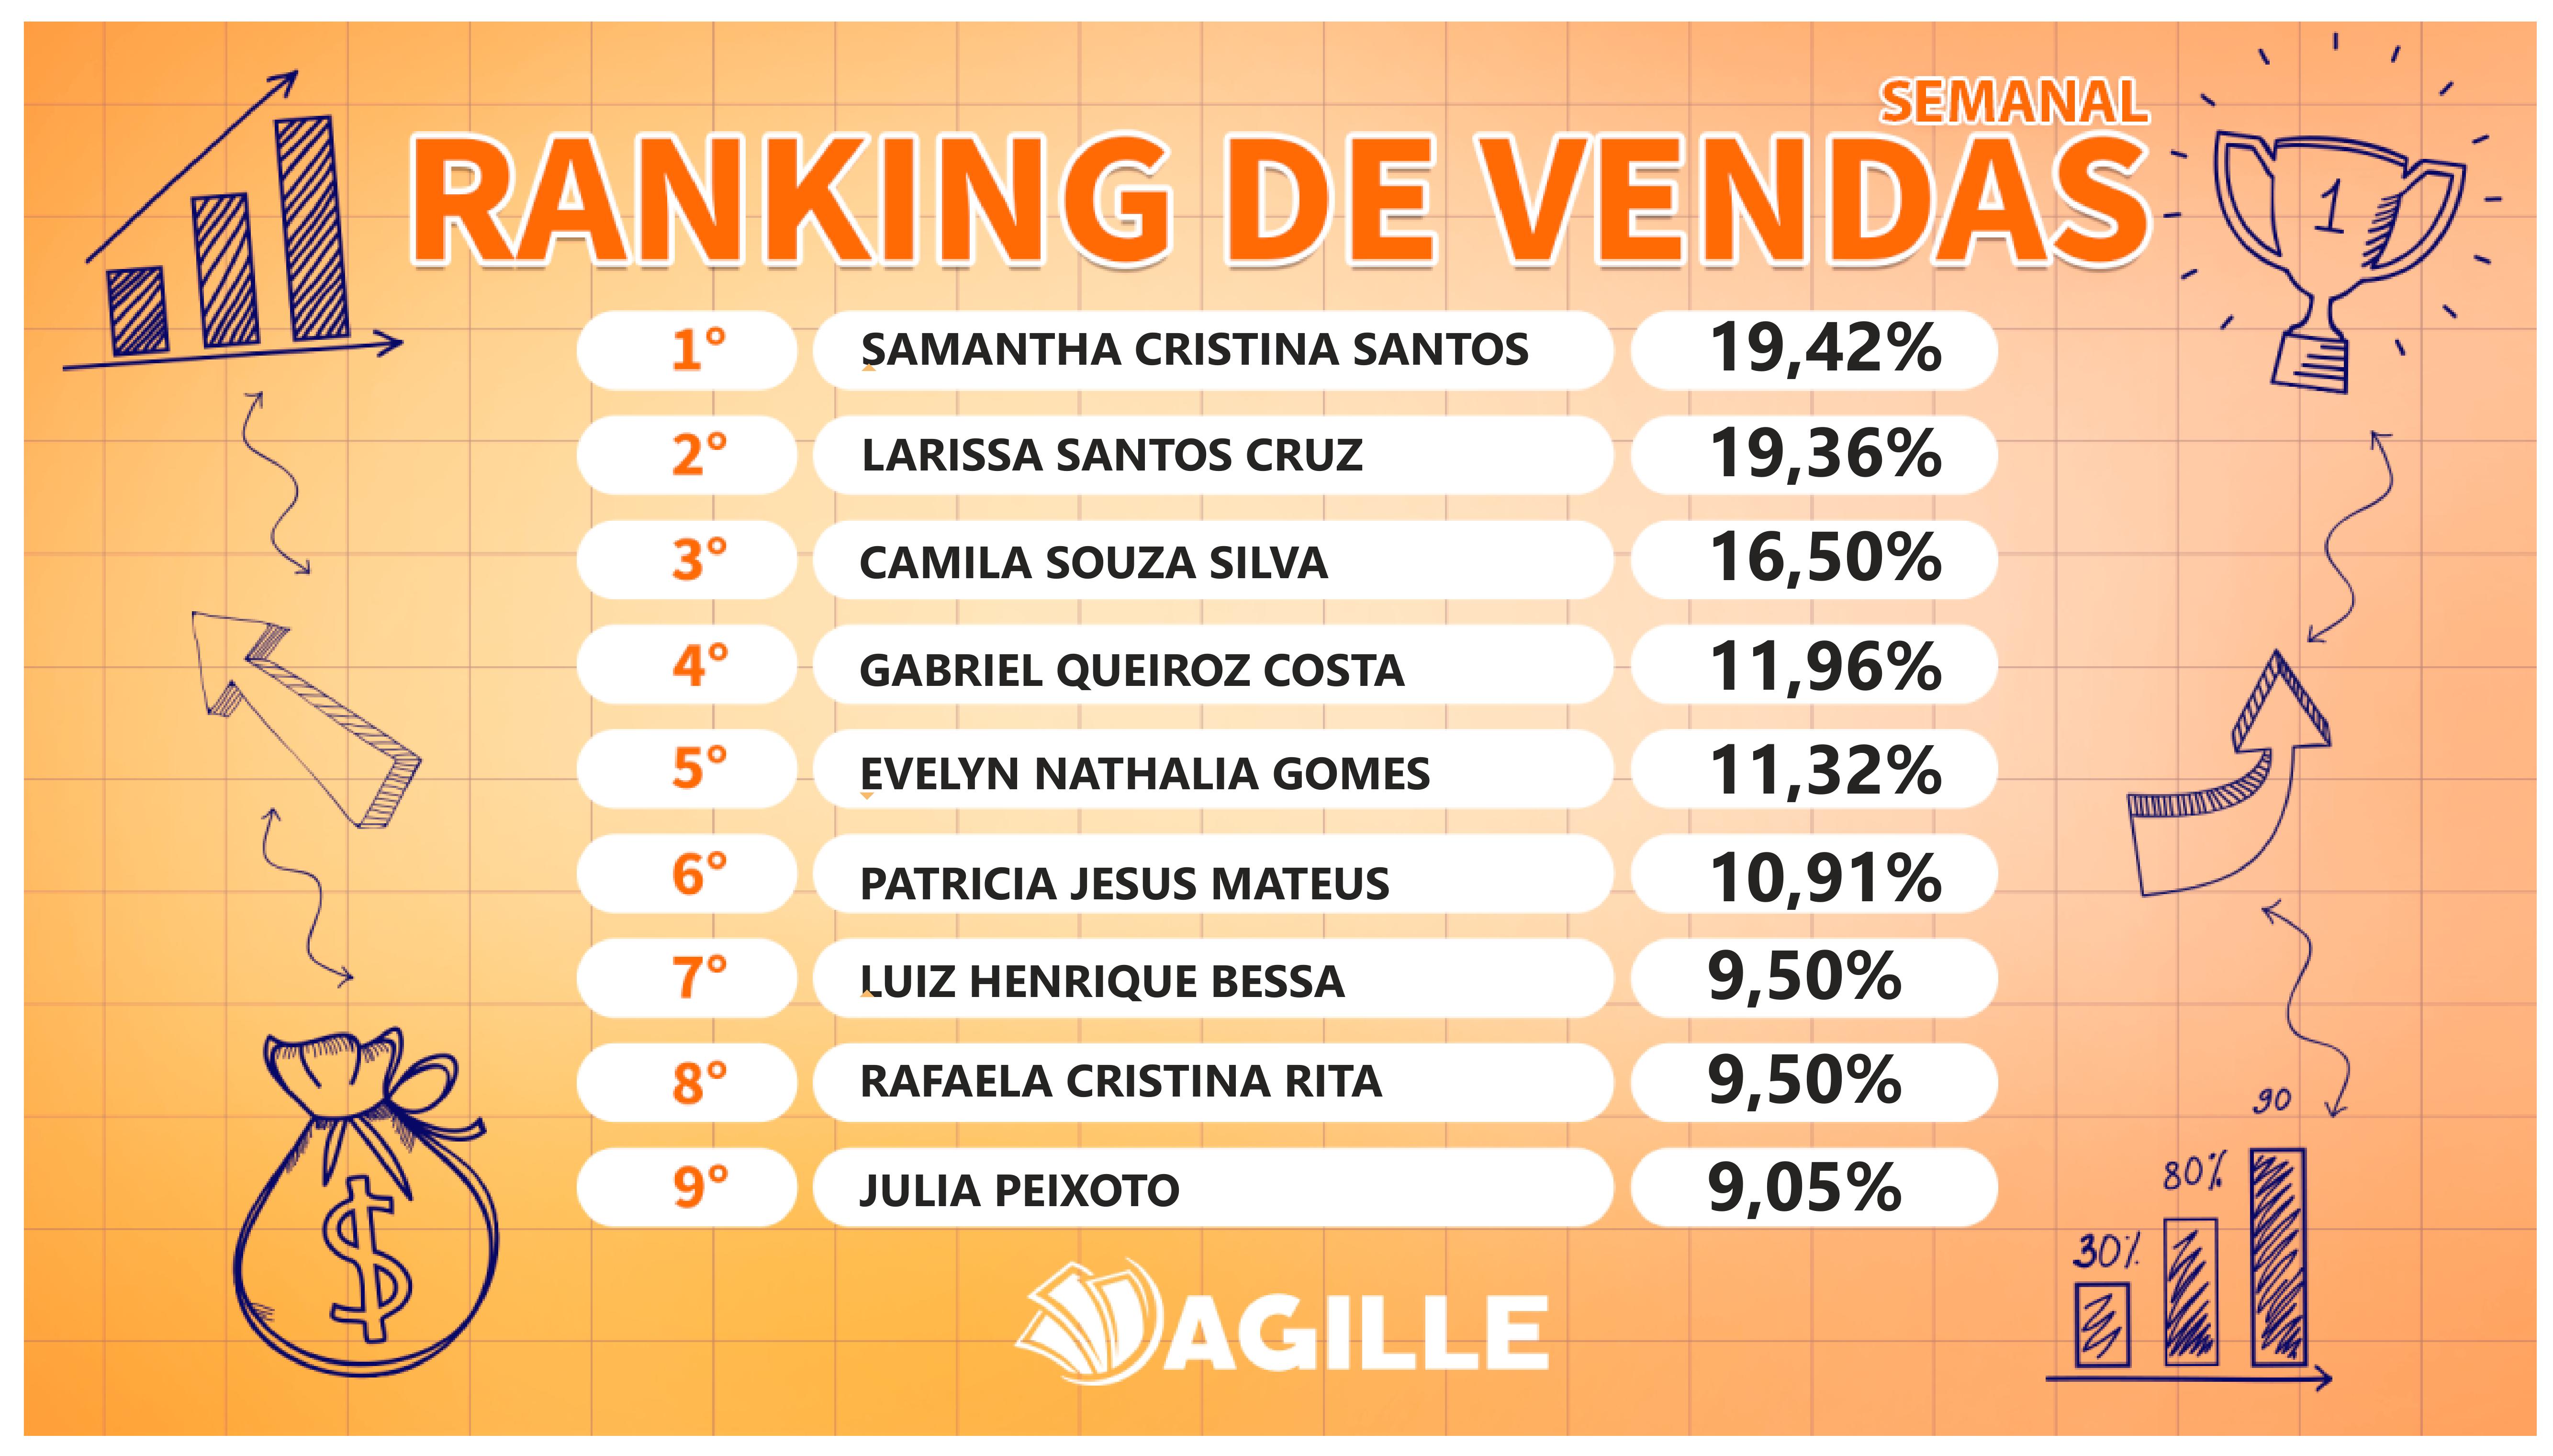 SEMANAL
RANKING DE VENDAS
1
1° SAMANTHA CRISTINA SANTOS 19,42%
2° LARISSA SANTOS CRUZ 19,36%
3° CAMILA SOUZA SILVA 16,50%
4° GABRIEL QUEIROZ COSTA 11,96%
5° EVELYN NATHALIA GOMES 11,32%
6° PATRICIA JESUS MATEUS 10,91%
7° LUIZ HENRIQUE BESSA 9,50%
8° RAFAELA CRISTINA RITA 9,50%
9° JULIA PEIXOTO 9,05%
$
90
80%
30%
AGILLE